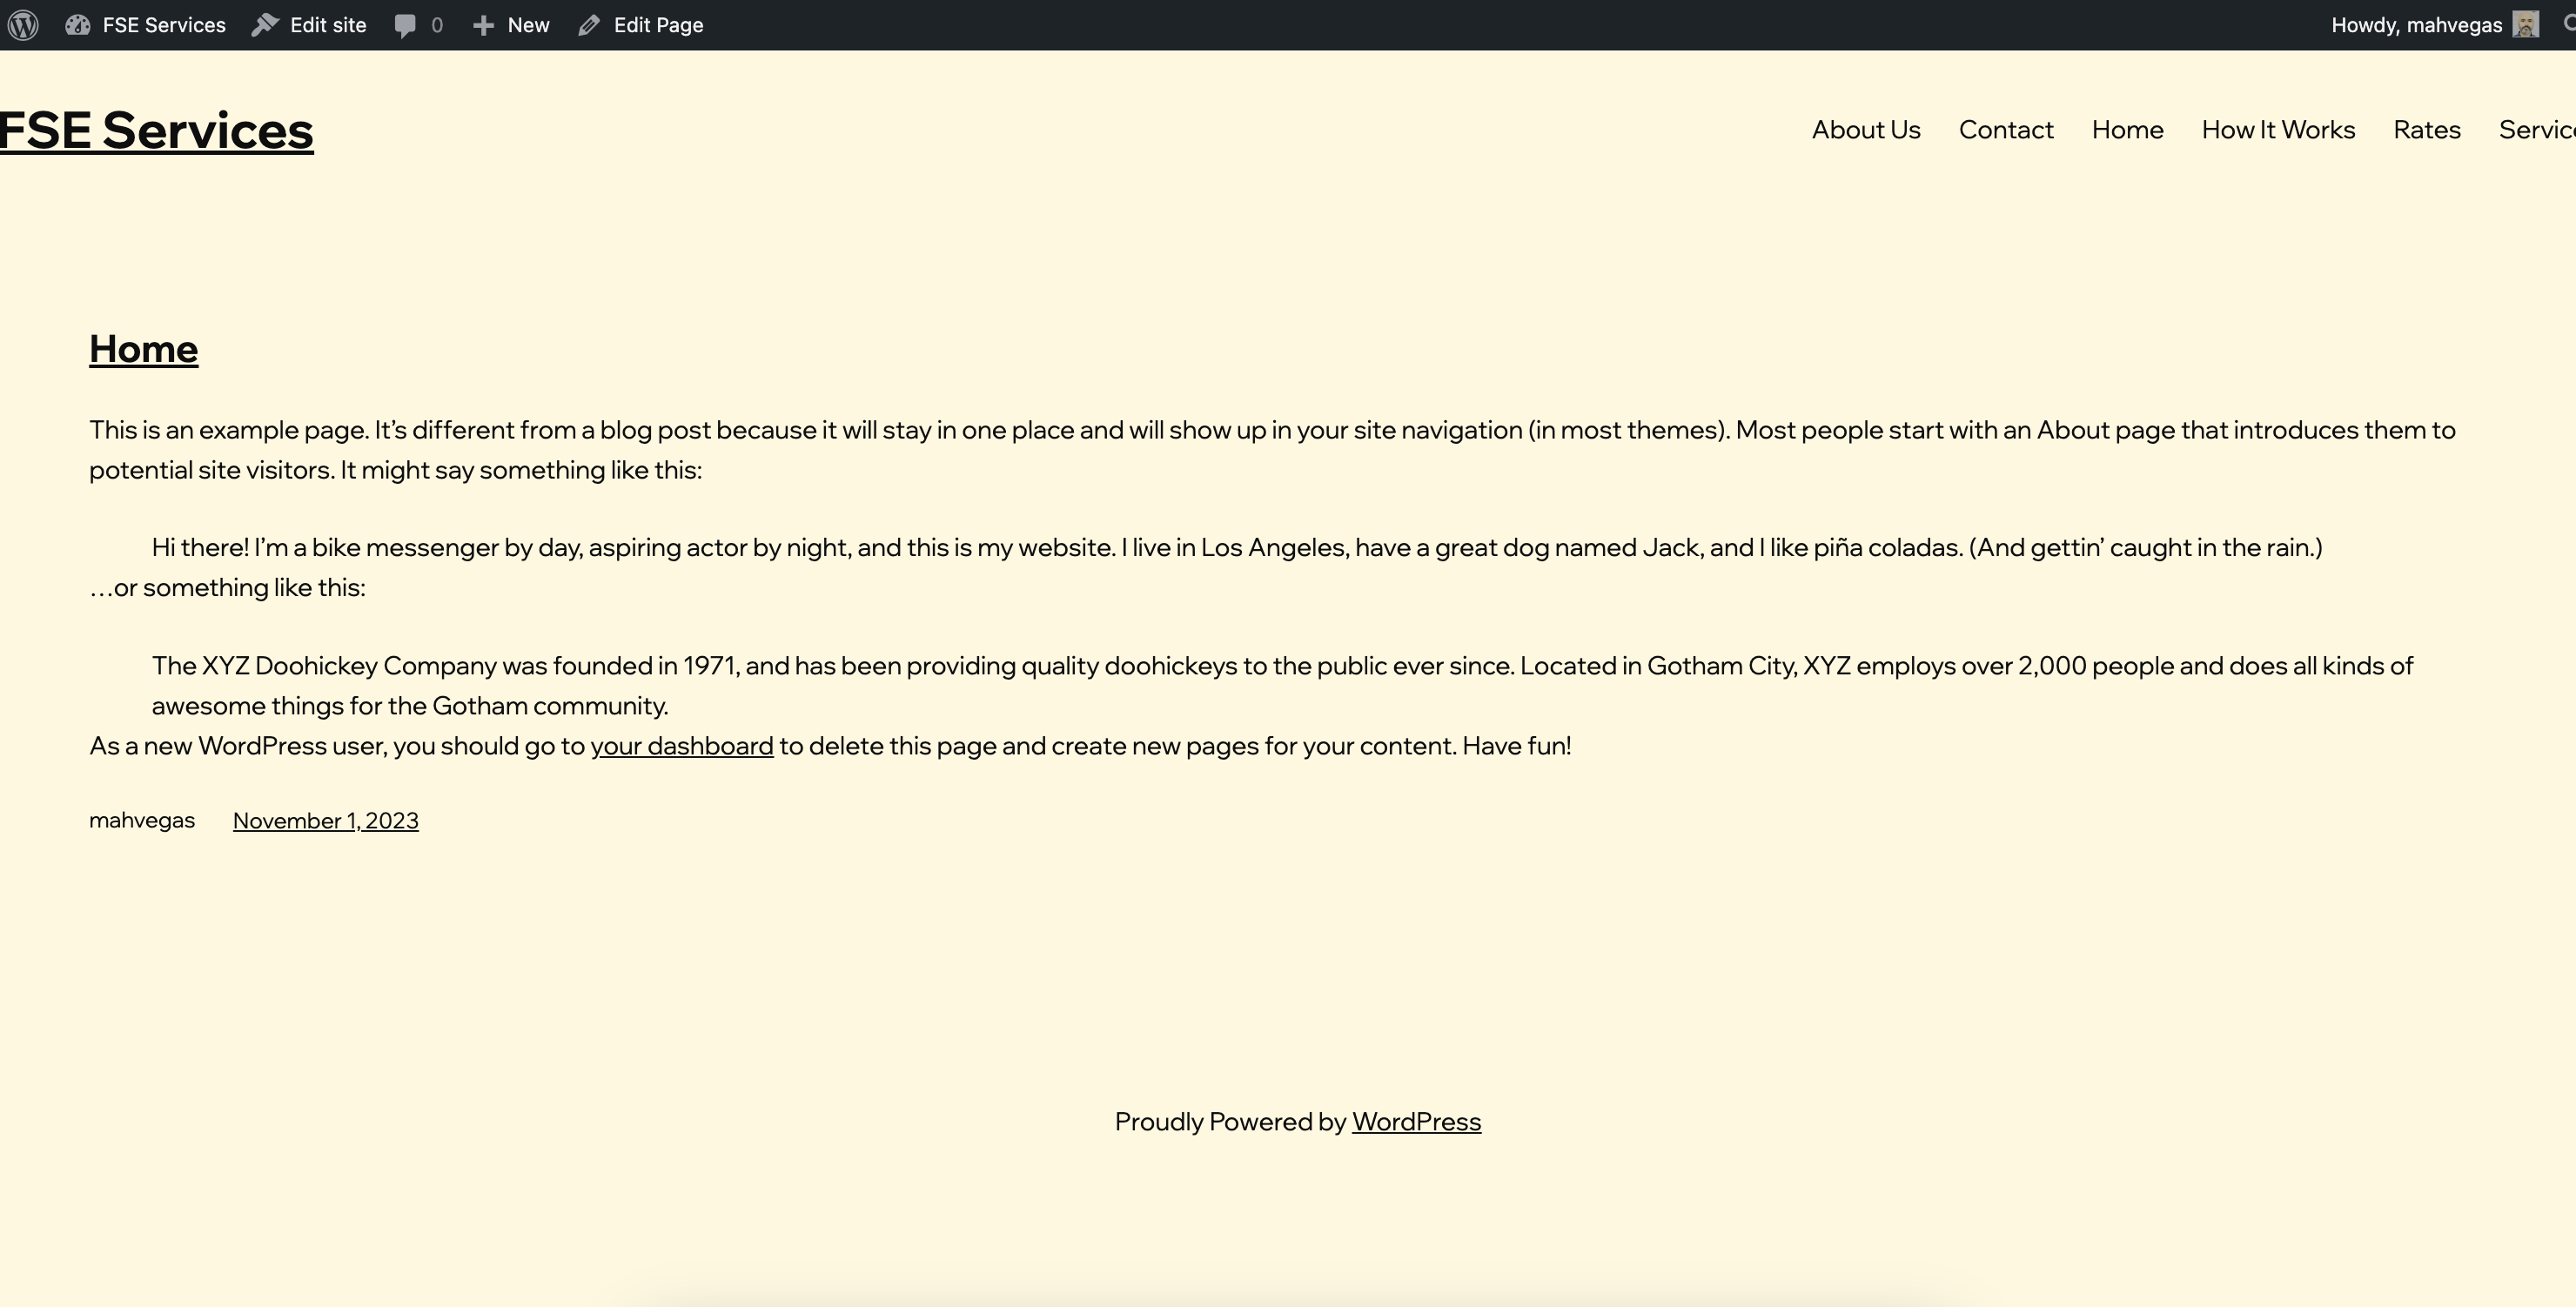 FSE Services Edit site 0 New Edit Page Howdy, mahvegas
FSE Services About Us Contact Home How It Works Rates
Home
This is an example page. It’s different from a blog post because it will stay in one place and will show up in your site navigation (in most themes). Most people start with an About page that introduces them to
potential site visitors. It might say something like this:
Hi there! I’m a bike messenger by day, aspiring actor by night, and this is my website. I live in Los Angeles, have a great dog named Jack, and I like piña coladas. (And gettin’ caught in the rain.)
…or something like this:
The XYZ Doohickey Company was founded in 1971, and has been providing quality doohickeys to the public ever since. Located in Gotham City, XYZ employs over 2,000 people and does all kinds of
awesome things for the Gotham community.
As a new WordPress user, you should go to your dashboard to delete this page and create new pages for your content. Have fun!
mahvegas November 1, 2023
Proudly Powered by WordPress